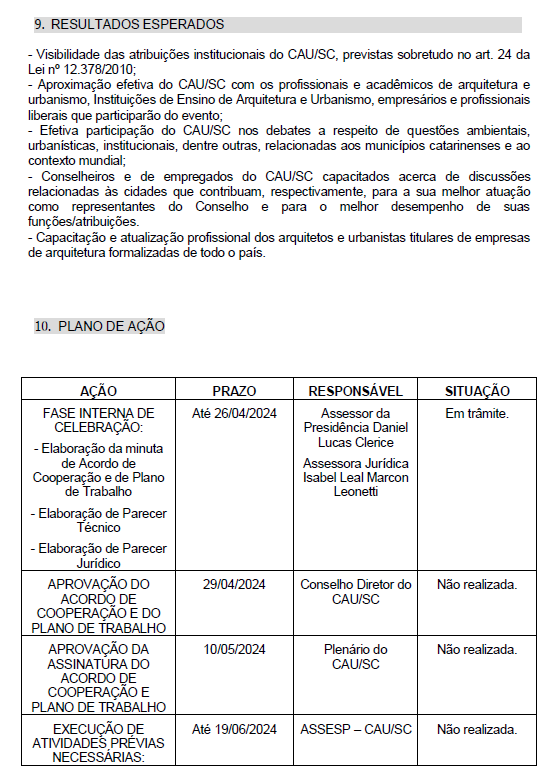 9. RESULTADOS ESPERADOS
- Visibilidade das atribuições institucionais do CAU/SC, previstas sobretudo no art. 24 da
Lei nº 12.378/2010;
- Aproximação efetiva do CAU/SC com os profissionais e acadêmicos de arquitetura e
urbanismo, Instituições de Ensino de Arquitetura e Urbanismo, empresários e profissionais
liberais que participarão do evento;
- Efetiva participação do CAU/SC nos debates a respeito de questões ambientais,
urbanísticas, institucionais, dentre outras, relacionadas aos municípios catarinenses e ao
contexto mundial;
- Conselheiros e de empregados do CAU/SC capacitados acerca de discussões
relacionadas às cidades que contribuam, respectivamente, para a sua melhor atuação
como representantes do Conselho e para o melhor desempenho de suas
funções/atribuições.
- Capacitação e atualização profissional dos arquitetos e urbanistas titulares de empresas
de arquitetura formalizadas de todo o país.
10. PLANO DE AÇÃO
AÇÃO PRAZO RESPONSÁVEL SITUAÇÃO
FASE INTERNA DE
CELEBRAÇÃO:
- Elaboração da minuta
de Acordo de
Cooperação e de Plano
de Trabalho
- Elaboração de Parecer
Técnico
- Elaboração de Parecer
Jurídico
Até 26/04/2024
Assessor da
Presidência Daniel
Lucas Clerice
Assessora Jurídica
Isabel Leal Marcon
Leonetti
Em trâmite.
APROVAÇÃO DO
ACORDO DE
COOPERAÇÃO E DO
PLANO DE TRABALHO
29/04/2024
Conselho Diretor do
CAU/SC
Não realizada.
APROVAÇÃO DA
ASSINATURA DO
ACORDO DE
COOPERAÇÃO E
PLANO DE TRABALHO
10/05/2024
Plenário do
CAU/SC
Não realizada.
EXECUÇÃO DE
ATIVIDADES PRÉVIAS
NECESSÁRIAS:
Até 19/06/2024
ASSESP – CAU/SC
Não realizada.